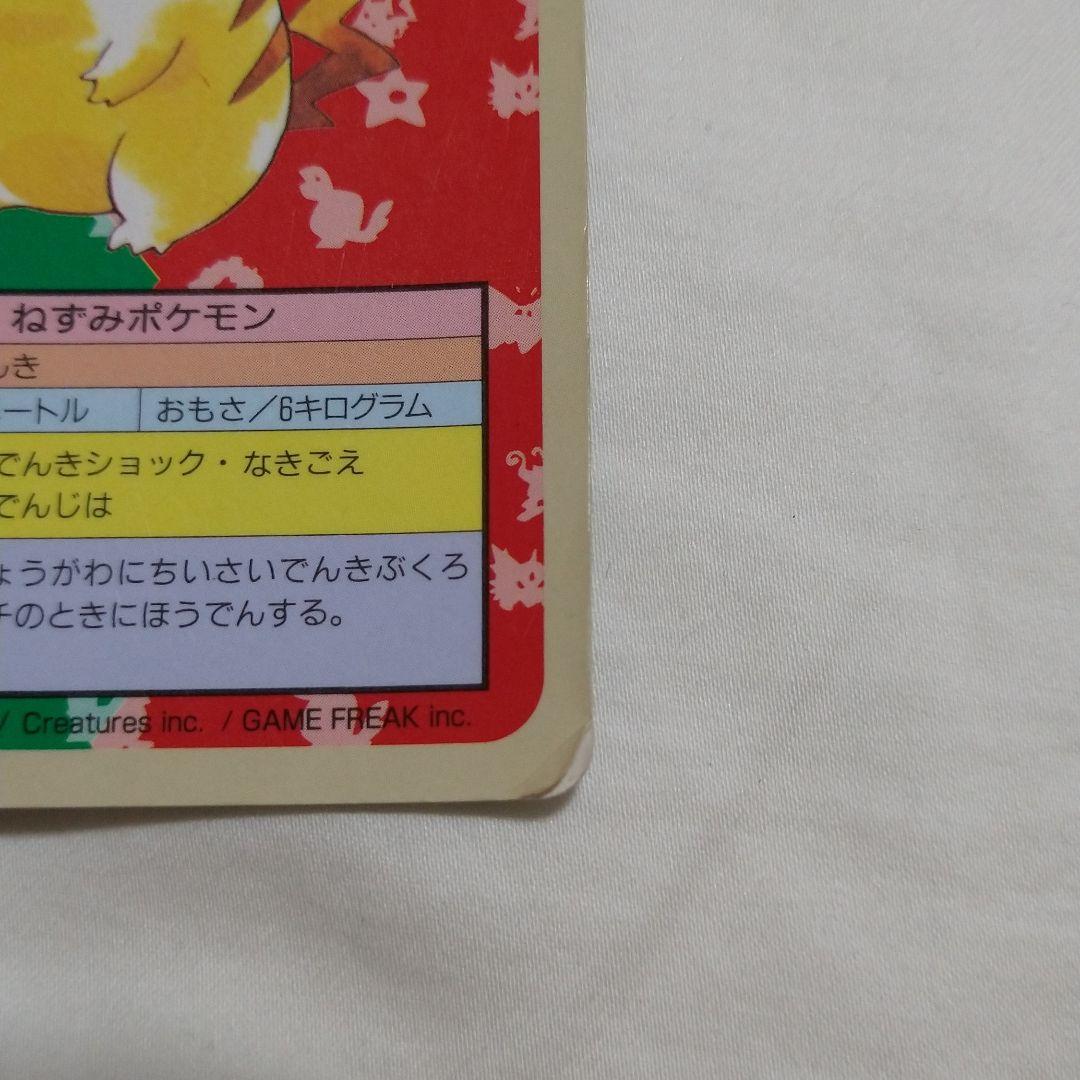 ねずみポケモン
んき
ートル
おもさ/6キログラム
でんきショック・なきごえ
でんじは
ょうがわにちいさいでんきぶくろ
チのときにほうでんする。
/ Creatures inc. / GAME FREAK inc.